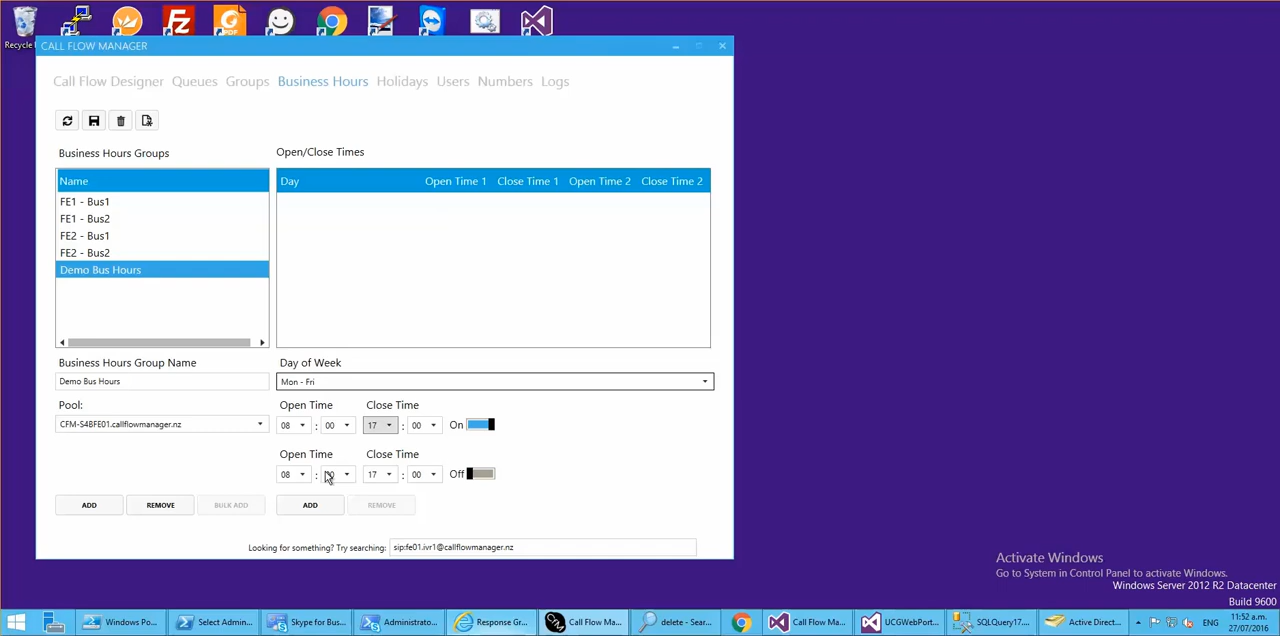 Recycle
PDF
CALL FLOW MANAGER
Call Flow Designer Queues Groups Business Hours Holidays Users Numbers Logs
Business Hours Groups
Open/Close Times
Name
Day Open Time 1 Close Time 1 Open Time 2 Close Time 2
FE1 - Bus1
FE1 - Bus2
FE2 - Bus1
FE2 - Bus2
Demo Bus Hours
Business Hours Group Name
Day of Week
Demo Bus Hours
Mon - Fri
Pool:
Open Time Close Time
CFM-S4BFE01.callflowmanager.nz
08 : 00 17 : 00 On
Open Time Close Time
08 : 00 17 : 00 Off
ADD REMOVE BULK ADD ADD REMOVE
Looking for something? Try searching: sip:fe01.ivr1@callflowmanager.nz
Activate Windows
Go to System in Control Panel to activate Windows.
Windows Server 2012 R2 Datacenter
Build 9600
Windows Po... Select Admin... Skype for Bus... Administrato... Response Gr... Call Flow Ma... delete - Sear... Call Flow Ma... UCGWebPort... SQLQuery17.... Active Direct... ENG
11:52 a.m.
27/07/2016